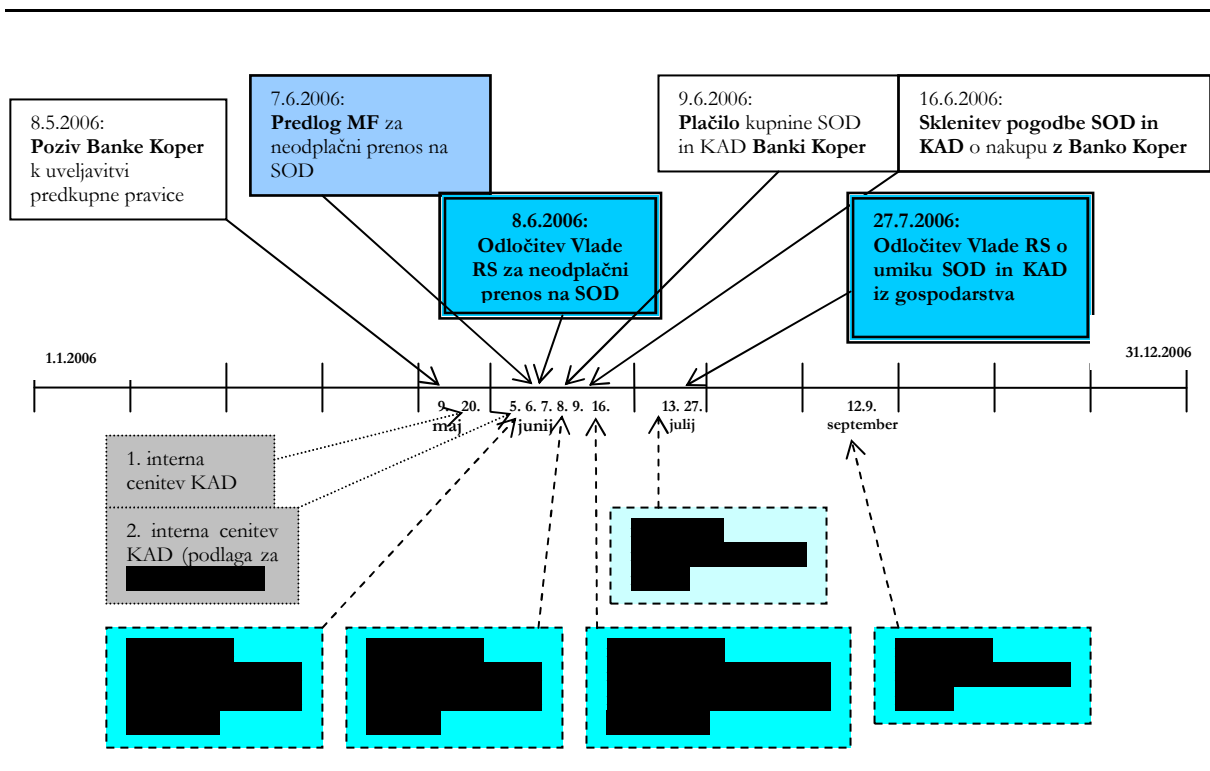 8.5.2006:
Poziv Banke Koper
k uveljavitvi
predkupne pravice
7.6.2006:
Predlog MF za
neodplačni prenos na
SOD
8.6.2006:
Odločitev Vlade
RS za neodplačni
prenos na SOD
9.6.2006:
Plačilo kupnine SOD
in KAD Banki Koper
16.6.2006:
Sklenitev pogodbe SOD in
KAD o nakupu z Banko Koper
27.7.2006:
Odločitev Vlade RS o
umiku SOD in KAD
iz gospodarstva
1.1.2006
31.12.2006
9. 20. 5. 6. 7. 8. 9. 16. 13. 27. 12.9.
maj junij julij september
1. interna
cenitev KAD
2. interna cenitev
KAD (podlaga za